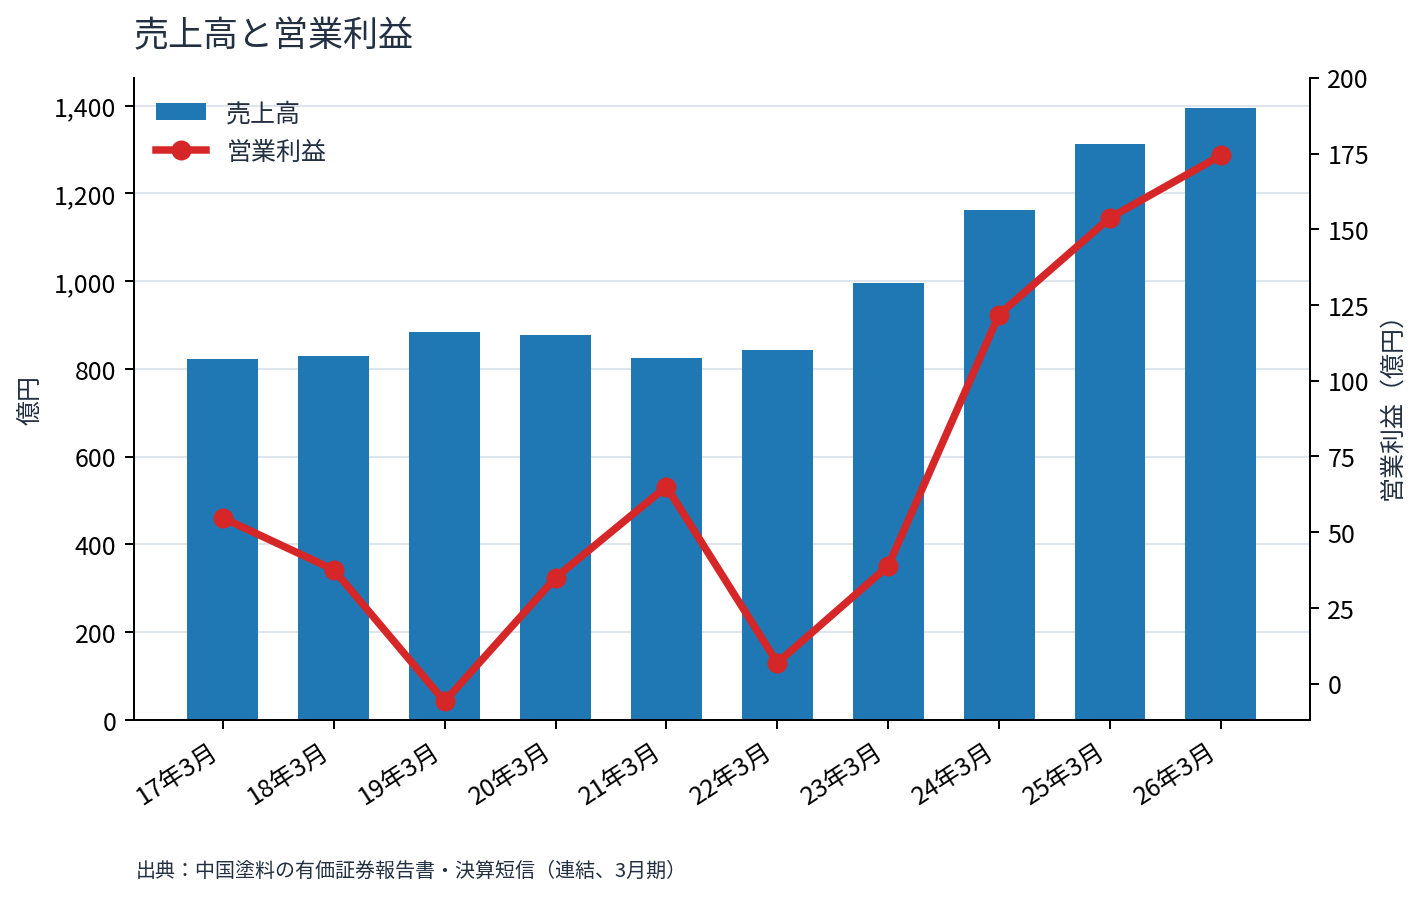 売上高と営業利益
売上高
営業利益
億円
1,400
1,200
1,000
800
600
400
200
0
200
175
150
125
100
75
50
25
0
営業利益（億円）
17年3月
18年3月
19年3月
20年3月
21年3月
22年3月
23年3月
24年3月
25年3月
26年3月
出典：中国塗料の有価証券報告書・決算短信（連結、3月期）